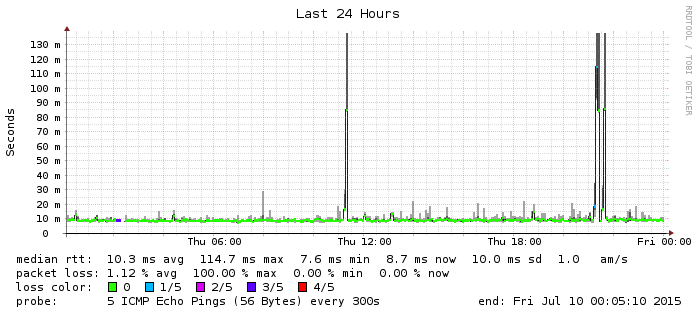 Last 24 Hours
RRDTOOL / TOBI OETIKER
Seconds
130 m
120 m
110 m
100 m
90 m
80 m
70 m
60 m
50 m
40 m
30 m
20 m
10 m
0
Thu 06:00 Thu 12:00 Thu 18:00 Fri 00:00
median rtt: 10.3 ms avg 114.7 ms max 7.6 ms min 8.7 ms now 10.0 ms sd 1.0 am/s
packet loss: 1.12 % avg 100.00 % max 0.00 % min 0.00 % now
loss color: 0 1/5 2/5 3/5 4/5
probe: 5 ICMP Echo Pings (56 Bytes) every 300s end: Fri Jul 10 00:05:10 2015